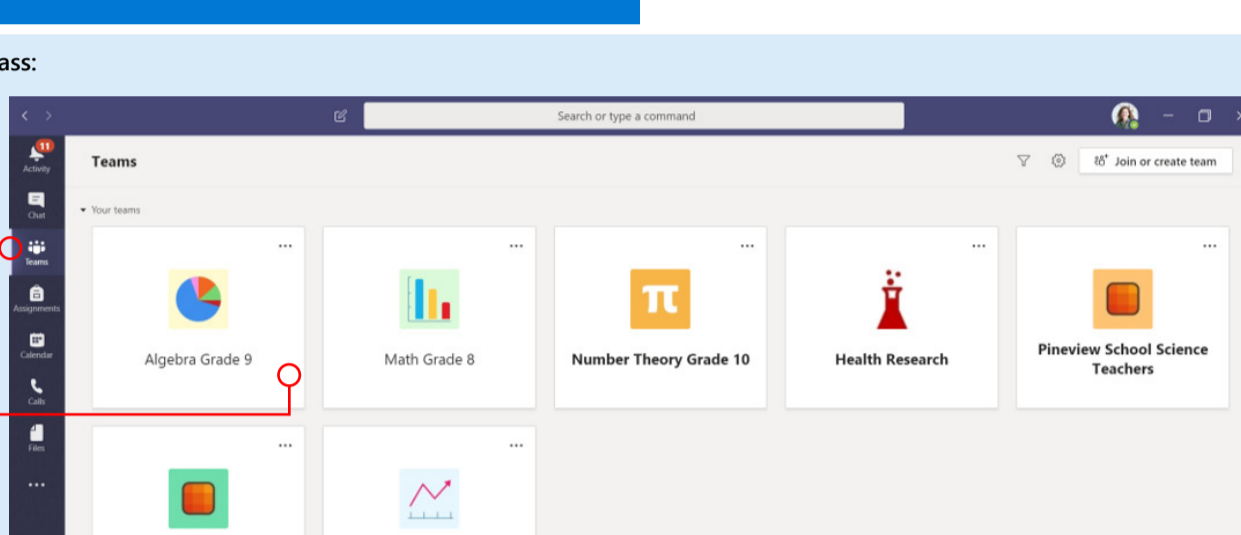 ass:
Search or type a command
11
Activity
Teams
Join or create team
Chat
Your teams
Teams
Assignments
Calendar
Calls
Files
Algebra Grade 9
Math Grade 8
π
Number Theory Grade 10
Health Research
Pineview School Science
Teachers